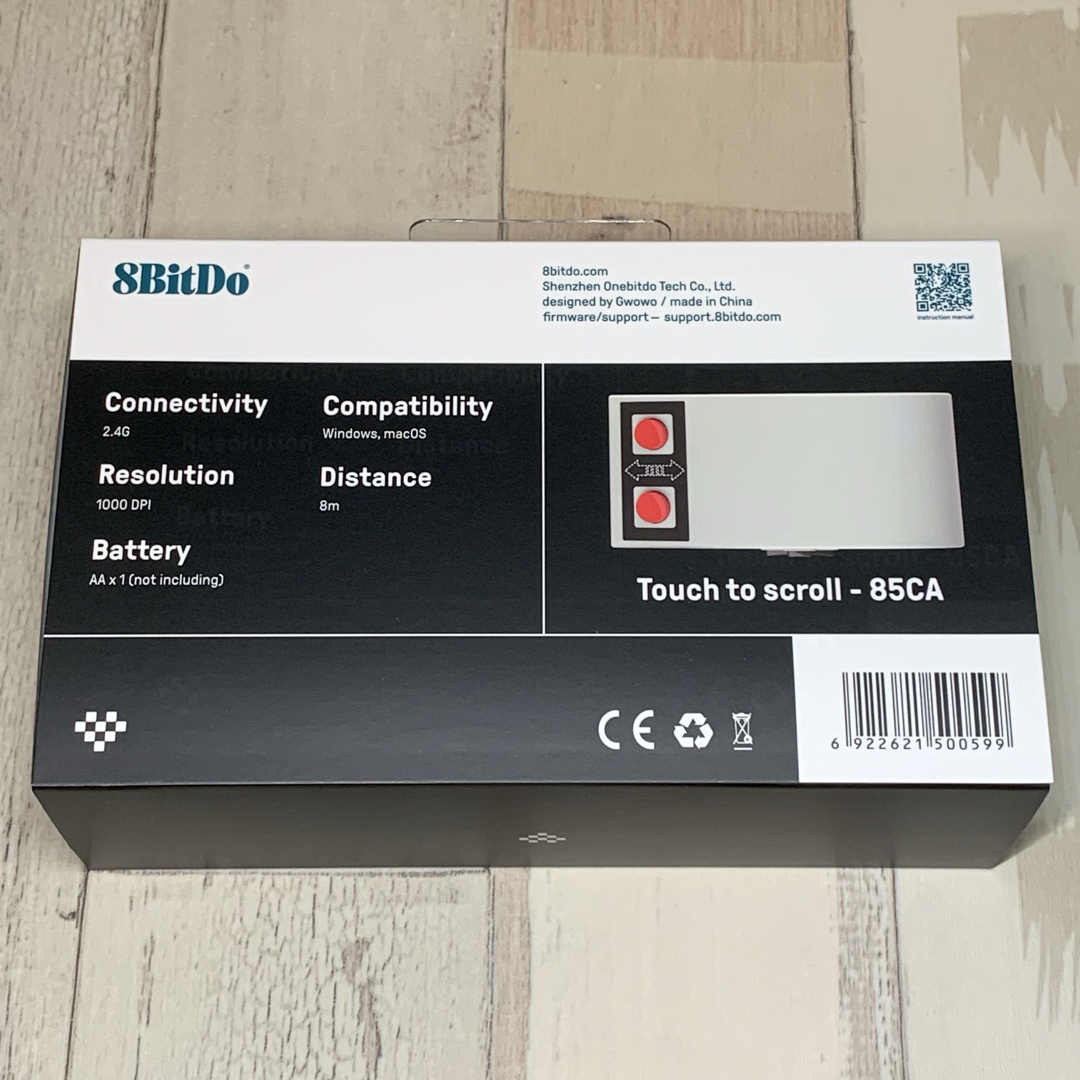 8BitDo®
8bitdo.com
Shenzhen Onebitdo Tech Co., Ltd.
designed by Gwowo / made in China
firmware/support— support.8bitdo.com
instruction manual
Connectivity
2.4G
Compatibility
Windows, macOS
Resolution
1000 DPI
Distance
8m
Battery
AA x 1 (not including)
Touch to scroll - 85CA
CE
6 922621 500599